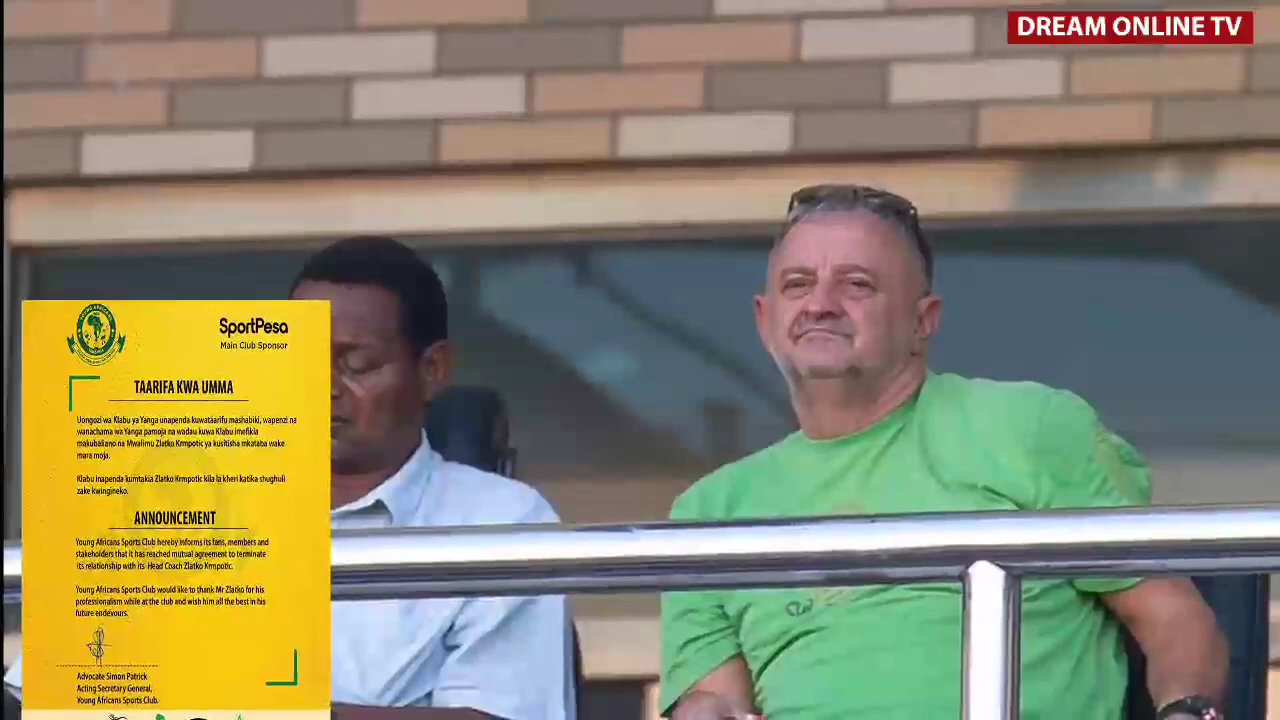 DREAM ONLINE TV
SportPesa
Main Club Sponsor
TAARIFA KWA UMMA
Uongozi wa Klabu ya Yanga unapenda kuwataarifu mashabiki, wapenzi na
wanachama wa Yanga pamoja na wadau kuwa Klabu imefikia
makubaliano na Mwalimu Zlatko Krmpotic ya kusitisha mkataba wake
mara moja.
Klabu inapenda kumtakia Zlatko Krmpotic kila la kheri katika shughuli
zake kwingineko.
ANNOUNCEMENT
Young Africans Sports Club hereby informs its fans, members and
stakeholders that it has reached mutual agreement to terminate
its relationship with its Head Coach Zlatko Krmpotic.
Young Africans Sports Club would like to thank Mr Zlatko for his
professionalism while at the club and wish him all the best in his
future endevours.
Advocate Simon Patrick
Acting Secretary General,
Young Africans Sports Club.